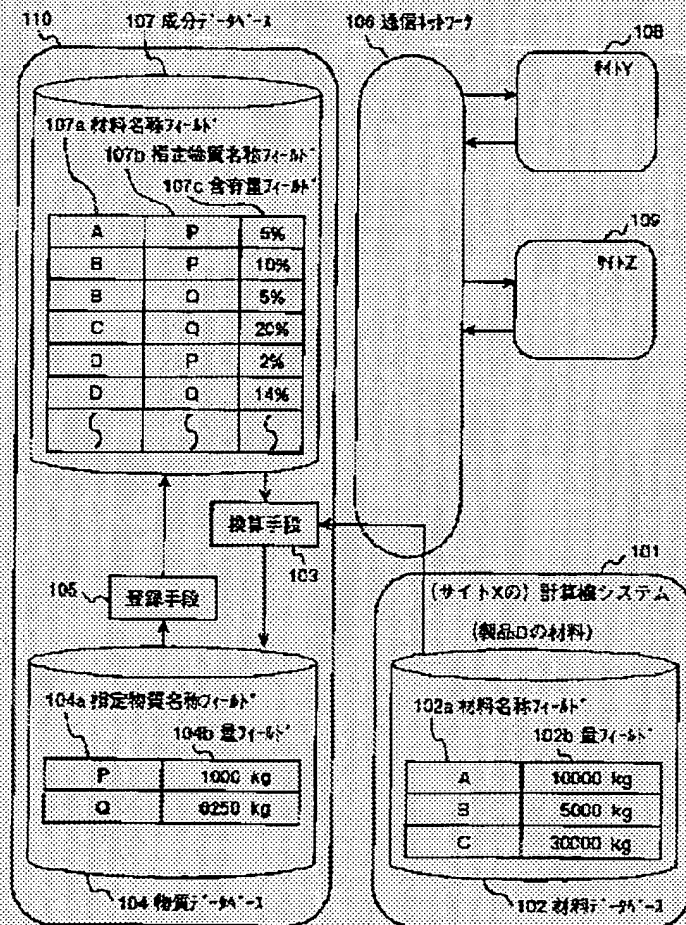 110
107 成分ﾃﾞｰﾀﾍﾞｰｽ
107a 材料名称ﾌｨｰﾙﾄﾞ
107b 指定物質名称ﾌｨｰﾙﾄﾞ
107c 含有量ﾌｨｰﾙﾄﾞ
A P 5%
B P 10%
B Q 5%
C Q 20%
D P 2%
D Q 14%
106 通信ﾈｯﾄﾜｰｸ
108
ｻｲﾄY
109
ｻｲﾄZ
換算手段
103
105
登録手段
104a 指定物質名称ﾌｨｰﾙﾄﾞ
104b 量ﾌｨｰﾙﾄﾞ
P 1000 kg
Q 6250 kg
104 物質ﾃﾞｰﾀﾍﾞｰｽ
101
(サイトXの) 計算機システム
(製品Dの材料)
102a 材料名称ﾌｨｰﾙﾄﾞ
102b 量ﾌｨｰﾙﾄﾞ
A 10000 kg
B 5000 kg
C 30000 kg
102 材料ﾃﾞｰﾀﾍﾞｰｽ